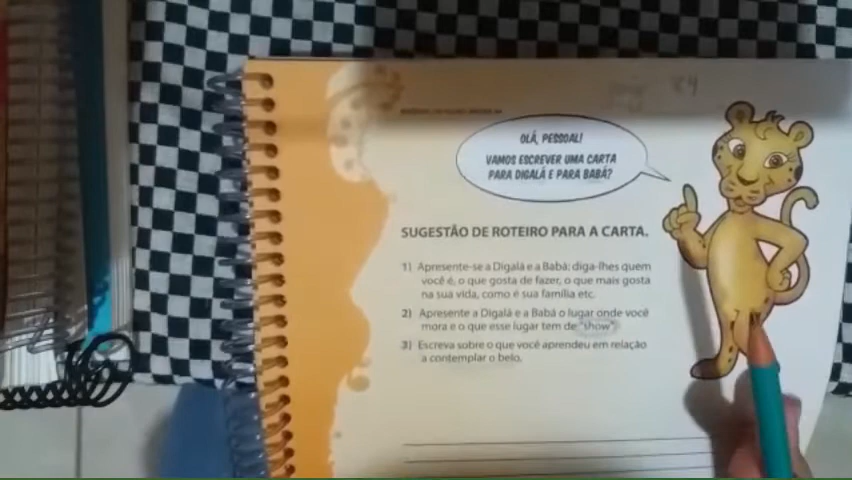 OLÁ, PESSOAL!
VAMOS ESCREVER UMA CARTA
PARA DIGALÁ E PARA BABÁ?
SUGESTÃO DE ROTEIRO PARA A CARTA.
1) Apresente-se a Digalá e a Babá: diga-lhes quem
você é, o que gosta de fazer, o que mais gosta
na sua vida, como é sua família etc.
2) Apresente a Digalá e a Babá o lugar onde você
mora e o que esse lugar tem de "show".
3) Escreva sobre o que você aprendeu em relação
a contemplar o belo.